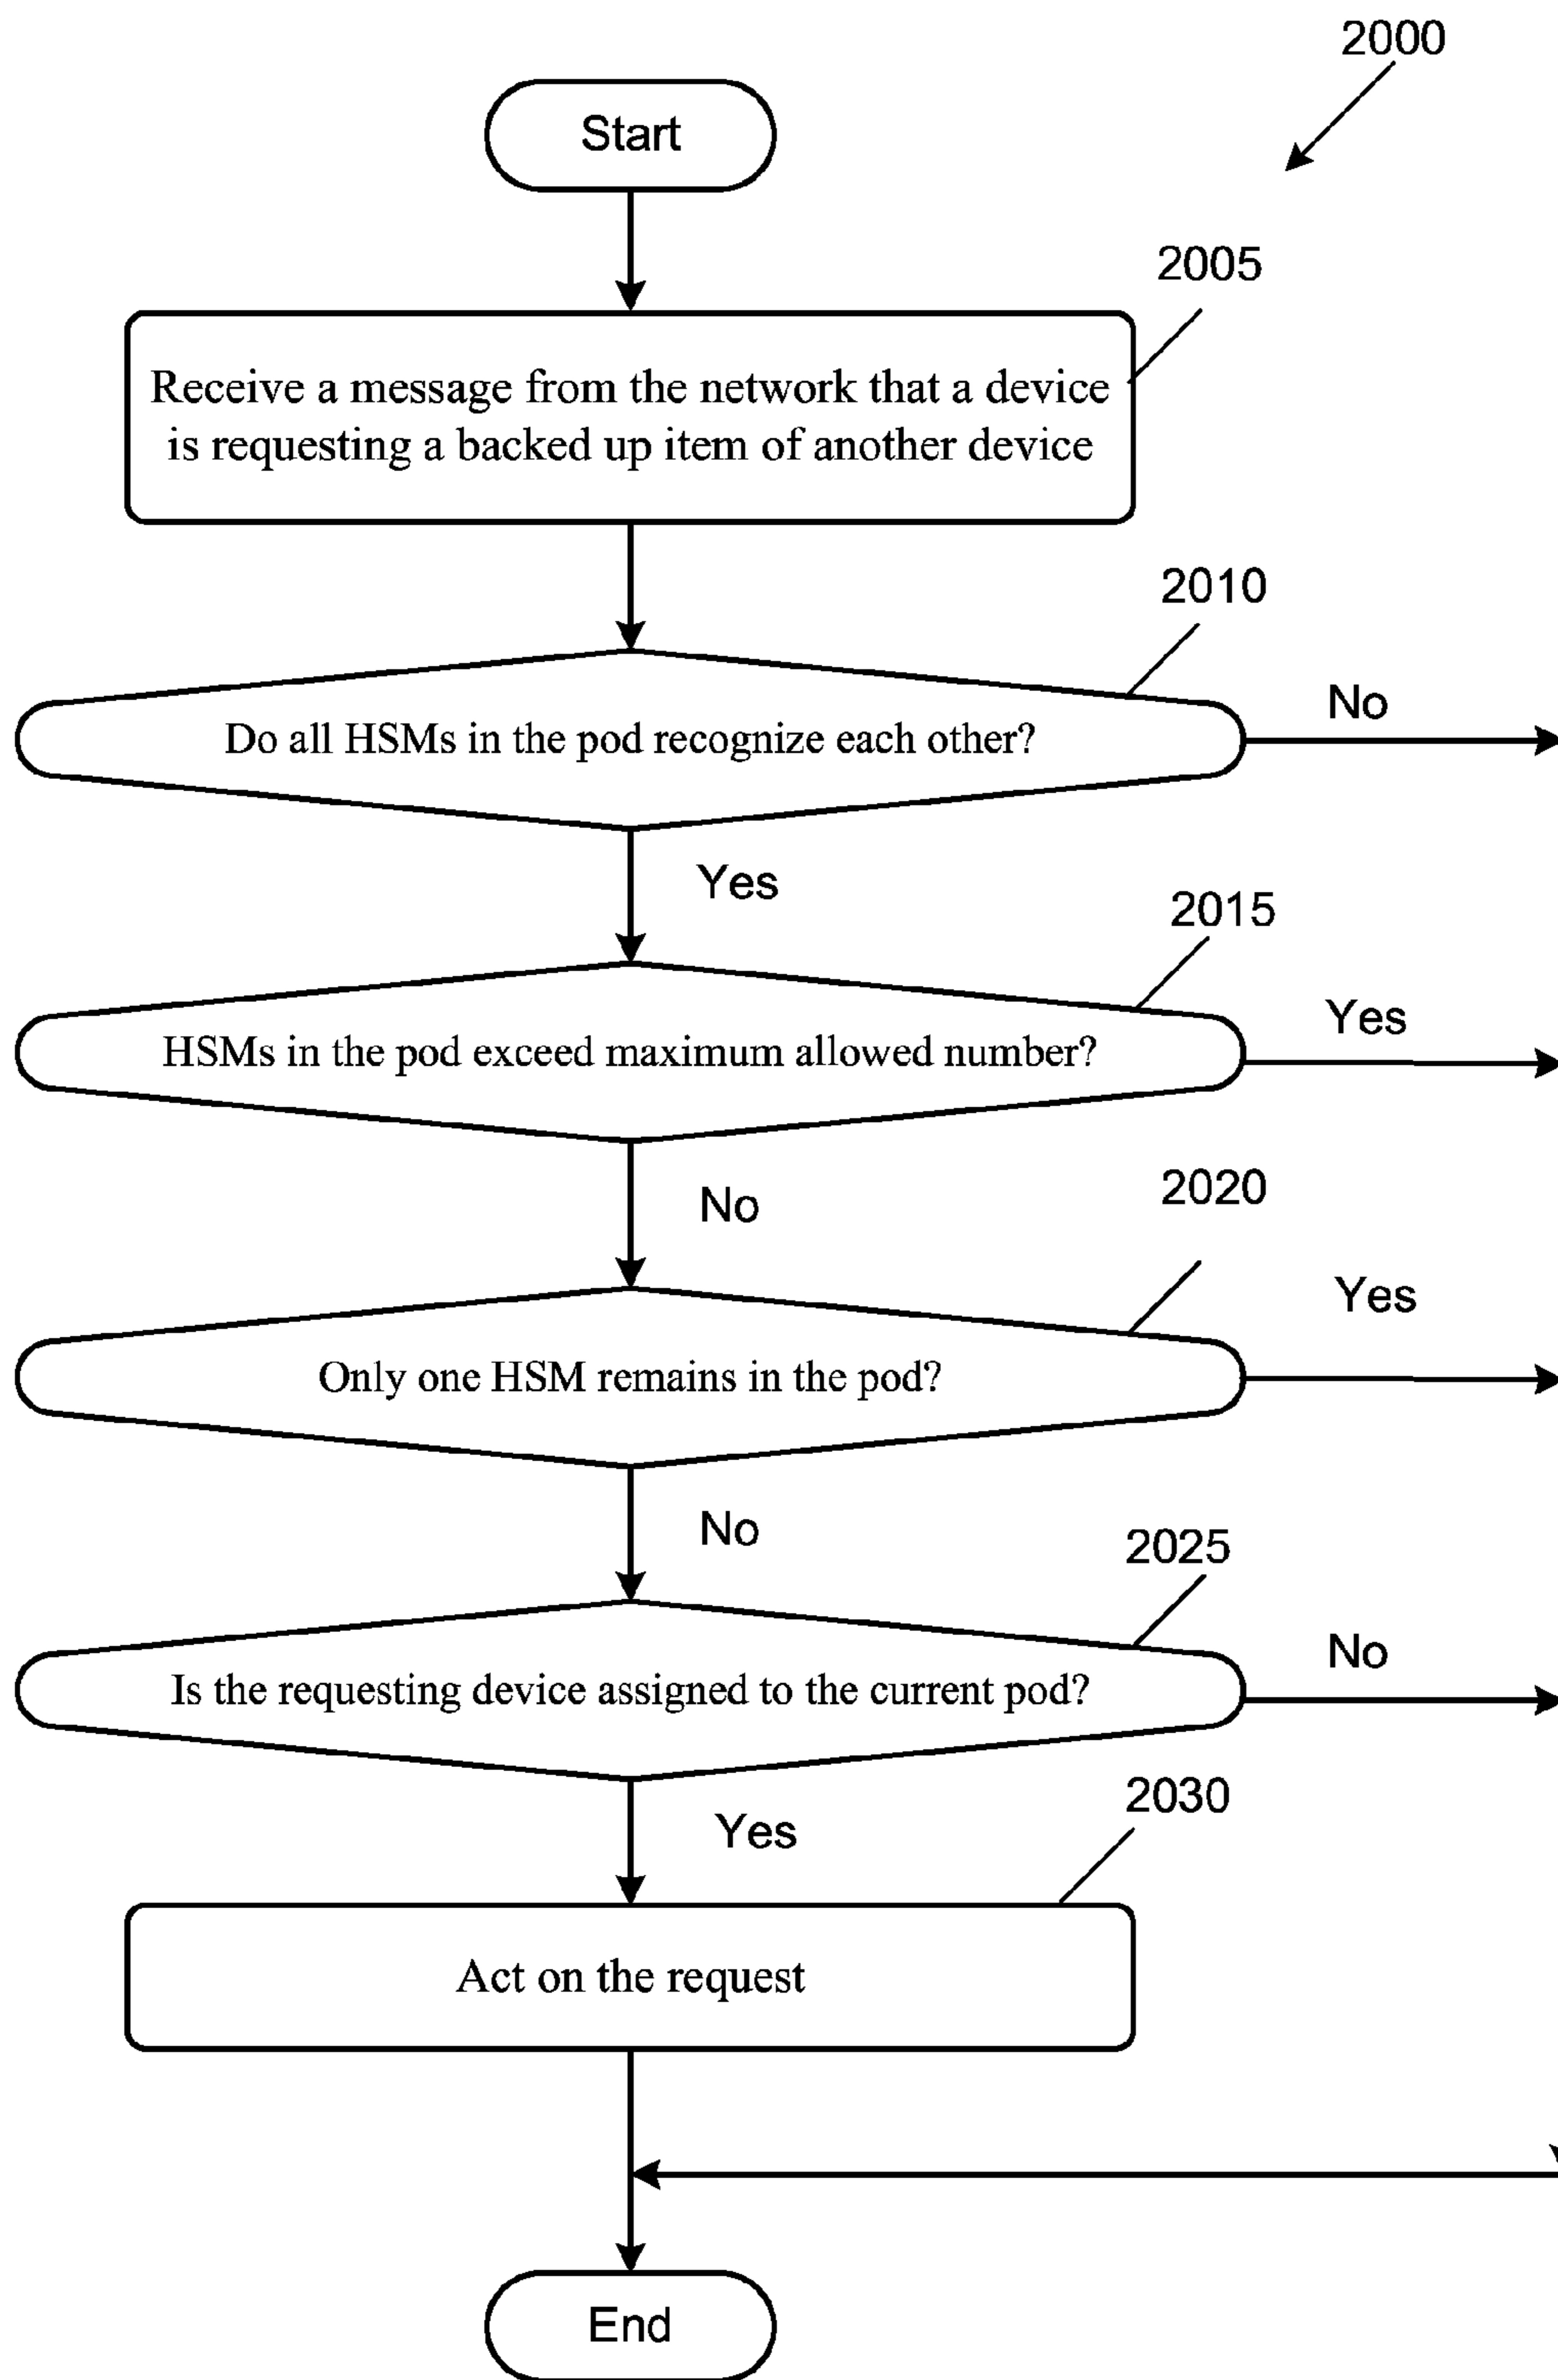 2000
Start
2005
Receive a message from the network that a device
is requesting a backed up item of another device
2010
Do all HSMs in the pod recognize each other?
No
Yes
2015
HSMs in the pod exceed maximum allowed number?
Yes
No
2020
Only one HSM remains in the pod?
Yes
No
2025
Is the requesting device assigned to the current pod?
No
Yes
2030
Act on the request
End